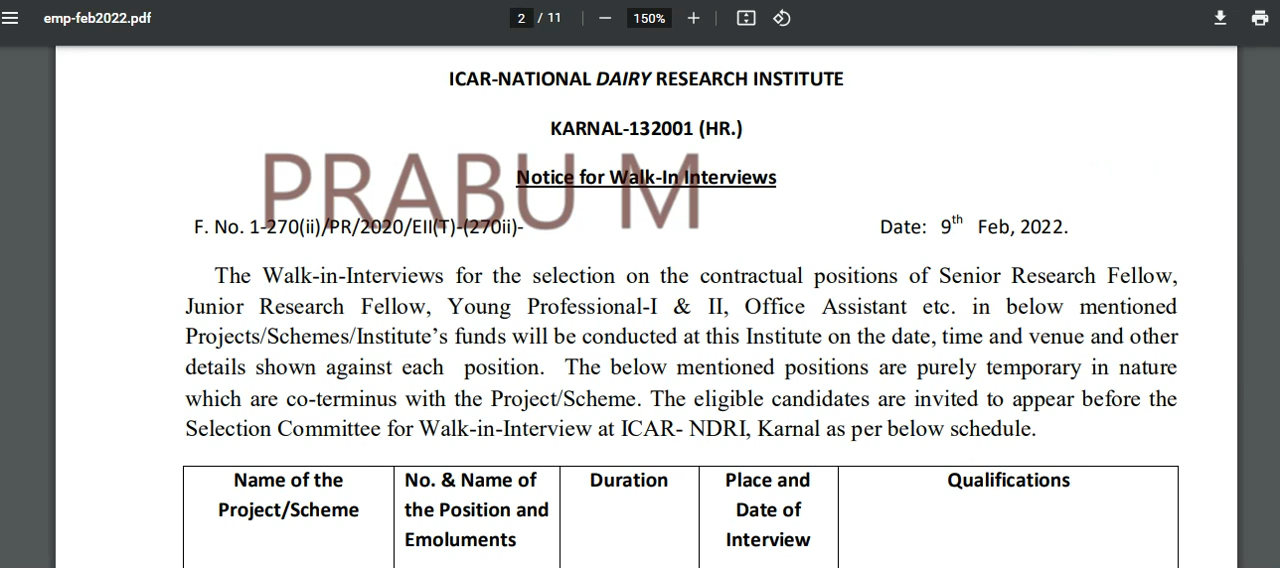 emp-feb2022.pdf 2 / 11 150%
ICAR-NATIONAL DAIRY RESEARCH INSTITUTE
KARNAL-132001 (HR.)
PRABU M
Notice for Walk-In Interviews
F. No. 1-270(ii)/PR/2020/EII(T)-(270ii)- Date: 9th Feb, 2022.
The Walk-in-Interviews for the selection on the contractual positions of Senior Research Fellow,
Junior Research Fellow, Young Professional-I & II, Office Assistant etc. in below mentioned
Projects/Schemes/Institute’s funds will be conducted at this Institute on the date, time and venue and other
details shown against each position. The below mentioned positions are purely temporary in nature
which are co-terminus with the Project/Scheme. The eligible candidates are invited to appear before the
Selection Committee for Walk-in-Interview at ICAR- NDRI, Karnal as per below schedule.
Name of the No. & Name of Duration Place and Qualifications
Project/Scheme the Position and Date of
Emoluments Interview